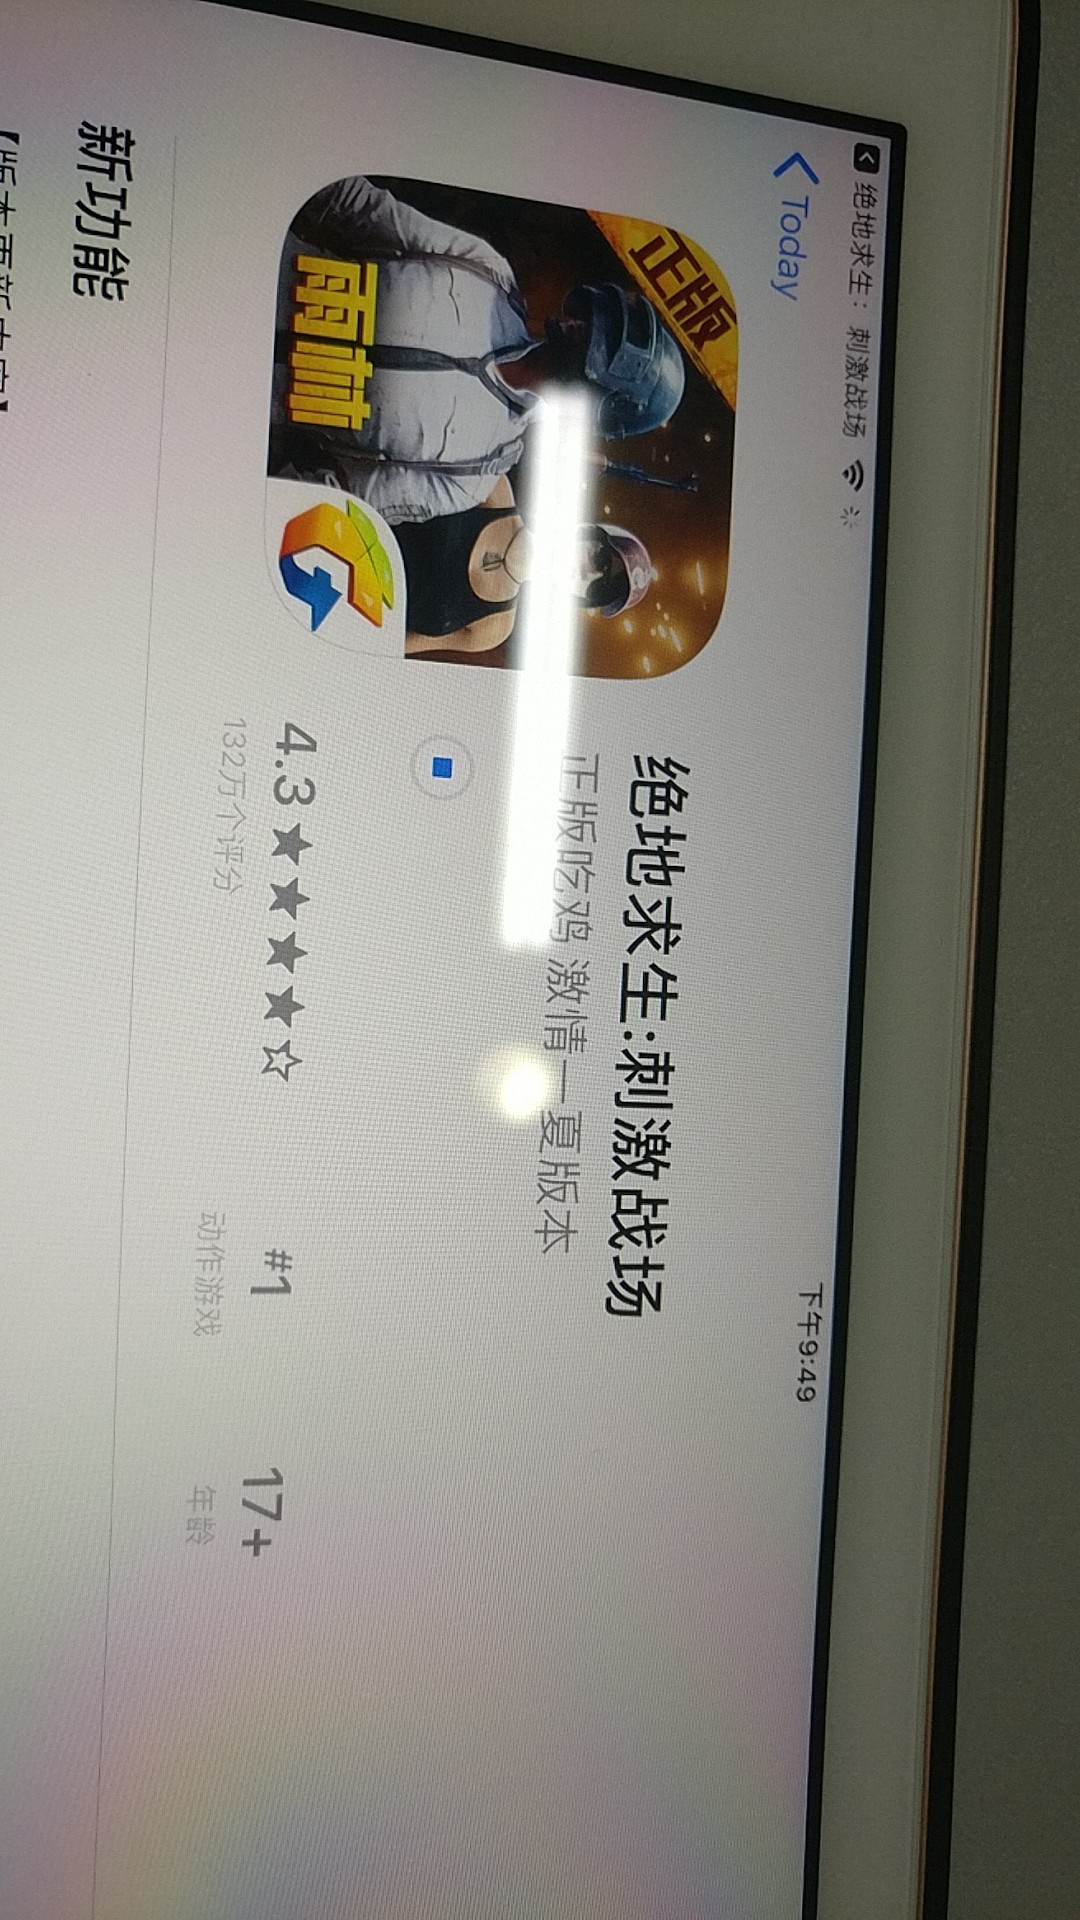 绝地求生：刺激战场
下午9:49
Today
正版
雨林
绝地求生:刺激战场
正版吃鸡 激情一夏版本
4.3
132万个评分
#1
动作游戏
17+
年龄
新功能